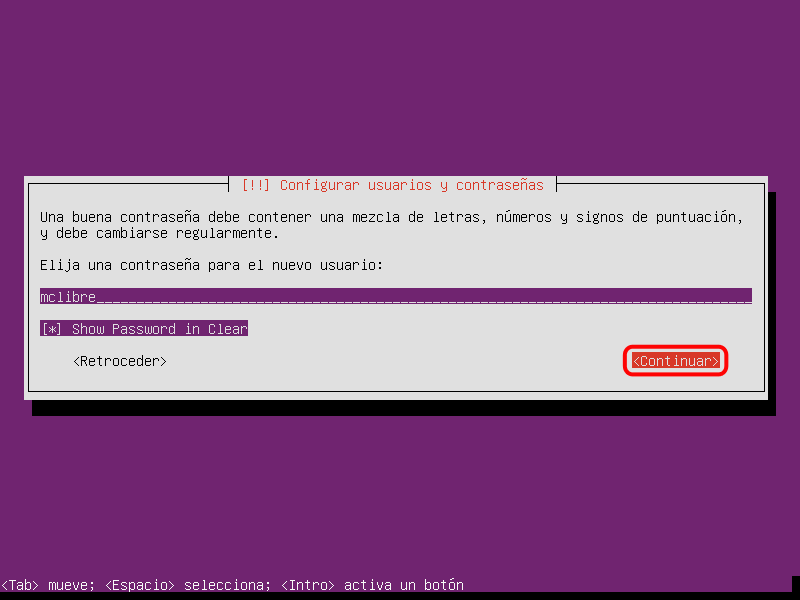 [!!] Configurar usuarios y contraseñas
Una buena contraseña debe contener una mezcla de letras, números y signos de puntuación,
y debe cambiarse regularmente.
Elija una contraseña para el nuevo usuario:
mclibre
[*] Show Password in Clear
<Retroceder> <Continuar>
<Tab> mueve; <Espacio> selecciona; <Intro> activa un botón